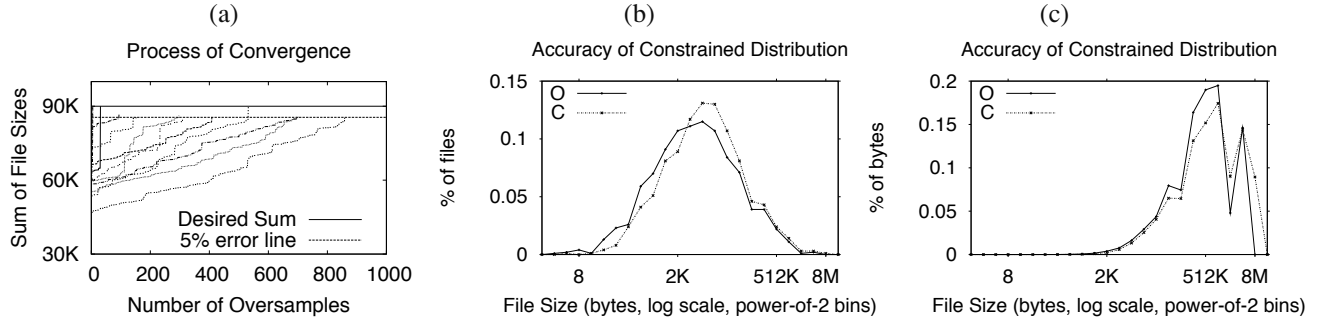 (a)
Process of Convergence
Sum of File Sizes
90K
60K
30K
Desired Sum
5% error line
0 200 400 600 800 1000
Number of Oversamples
(b)
Accuracy of Constrained Distribution
% of files
0.15
0.1
0.05
0
O
C
8 2K 512K 8M
File Size (bytes, log scale, power-of-2 bins)
(c)
Accuracy of Constrained Distribution
% of bytes
0.2
0.15
0.1
0.05
0
O
C
8 2K 512K 8M
File Size (bytes, log scale, power-of-2 bins)